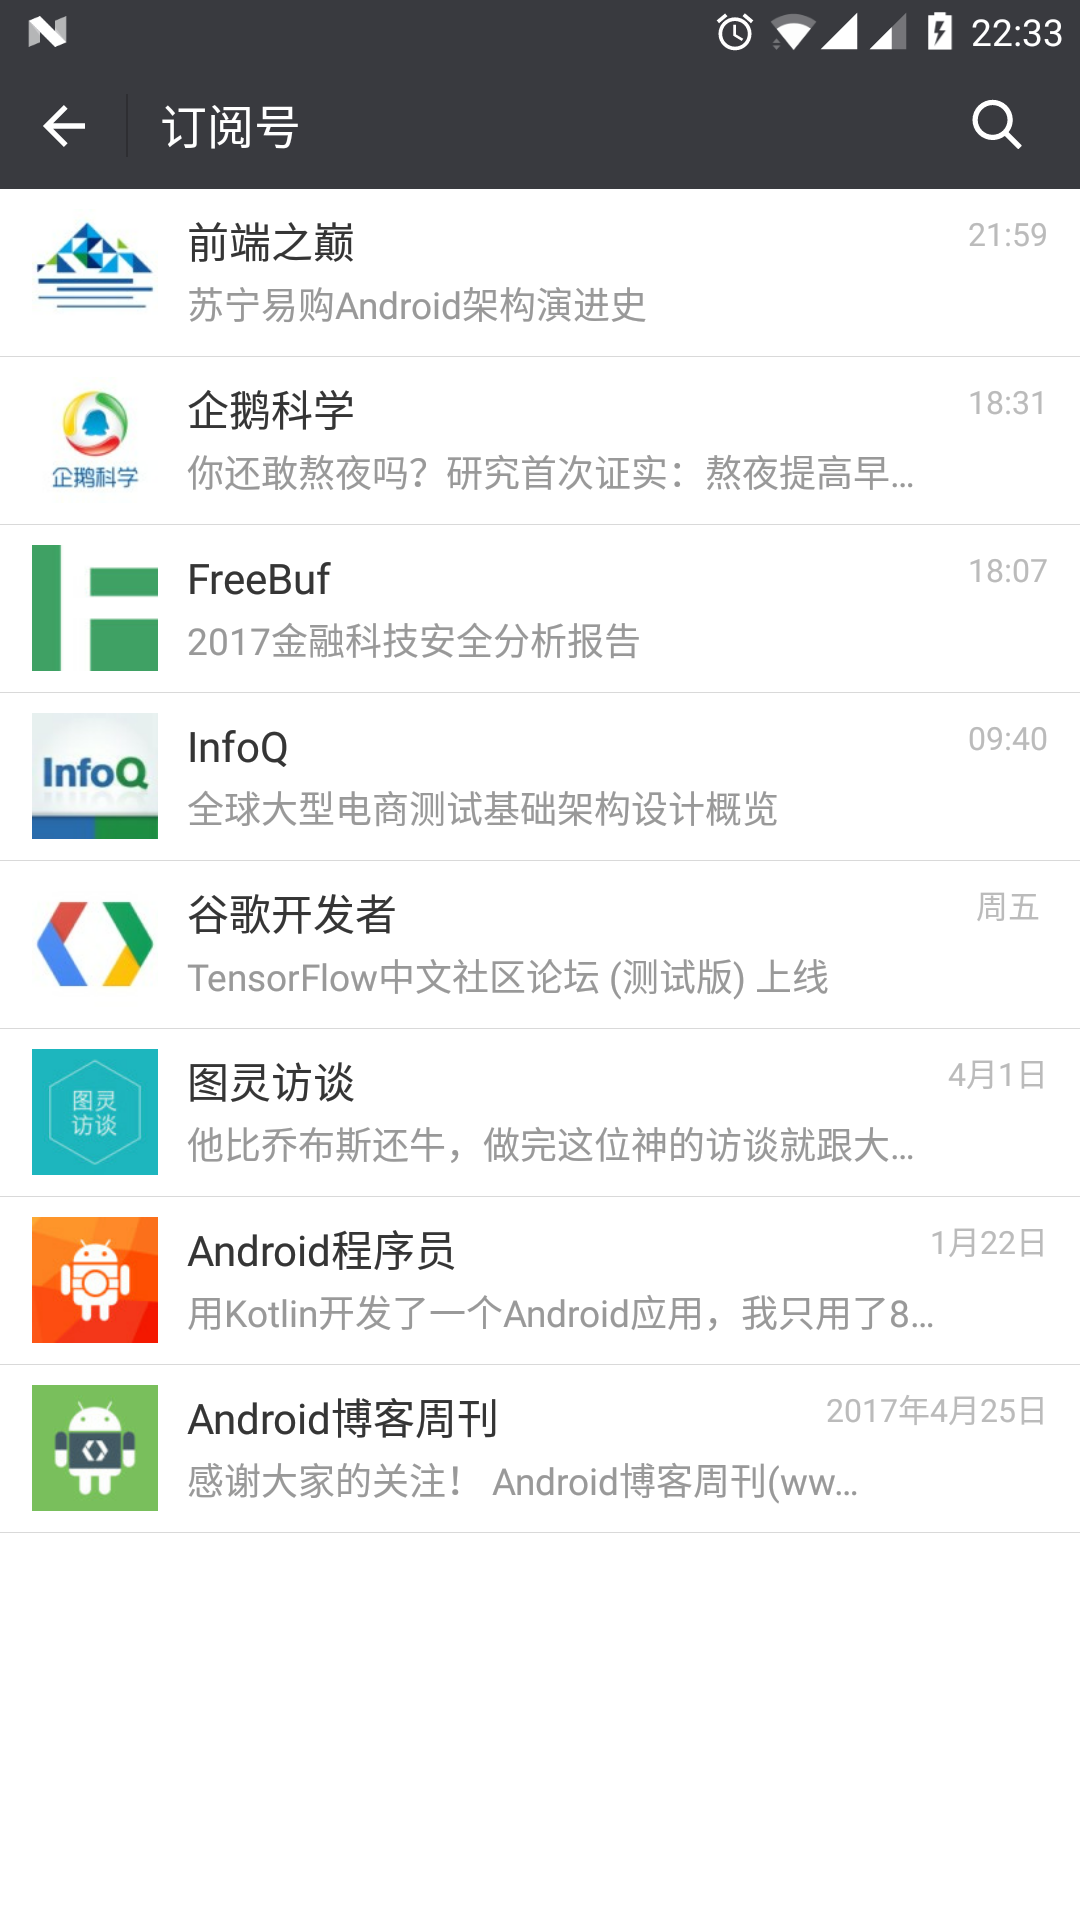 22:33
订阅号
前端之巅
21:59
苏宁易购Android架构演进史
企鹅科学
企鹅科学
18:31
你还敢熬夜吗？研究首次证实：熬夜提高早...
FreeBuf
18:07
2017金融科技安全分析报告
InfoQ
InfoQ
09:40
全球大型电商测试基础架构设计概览
谷歌开发者
周五
TensorFlow中文社区论坛 (测试版) 上线
图灵
访谈
图灵访谈
4月1日
他比乔布斯还牛，做完这位神的访谈就跟大...
Android程序员
1月22日
用Kotlin开发了一个Android应用，我只用了8...
Android博客周刊
2017年4月25日
感谢大家的关注！ Android博客周刊(ww...